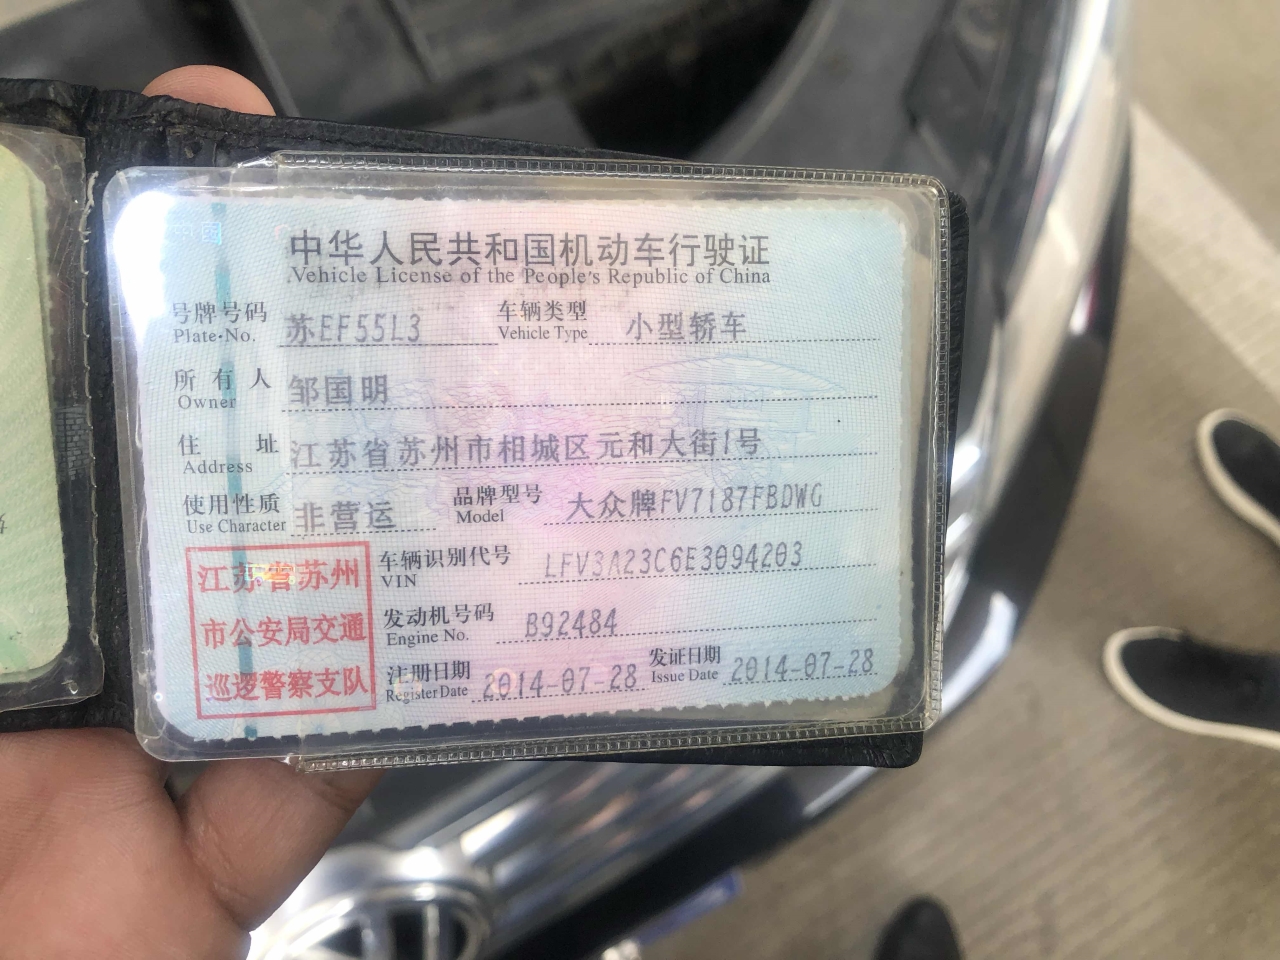 中华人民共和国机动车行驶证
Vehicle License of the People's Republic of China
号牌号码 苏EF55L3 车辆类型 小型轿车
Plate·No. Vehicle Type
所有人 邹国明
Owner
住址 江苏省苏州市相城区元和大街1号
Address
使用性质 非营运 品牌型号 大众牌FV7187FBDWG
Use Character Model
车辆识别代号 LFV3A23C6E3094203
VIN
发动机号码 B92484
Engine No.
注册日期 2014-07-28 发证日期 2014-07-28
Register Date Issue Date
江苏省苏州
市公安局交通
巡逻警察支队